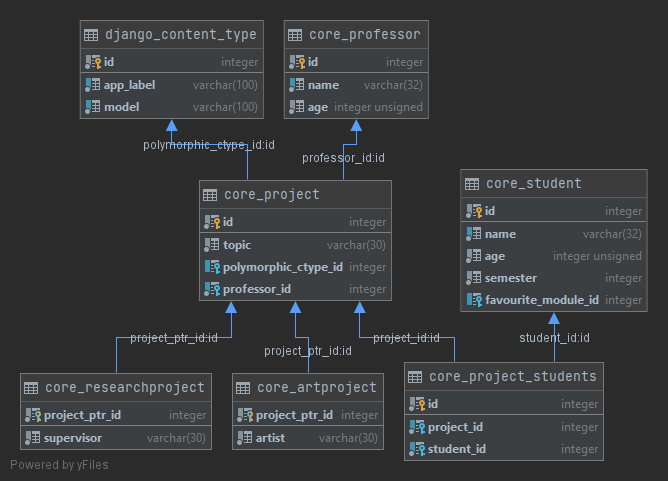 django_content_type
id integer
app_label varchar(100)
model varchar(100)
core_professor
id integer
name varchar(32)
age integer unsigned
polymorphic_ctype_id:id
professor_id:id
core_project
id integer
topic varchar(30)
polymorphic_ctype_id integer
professor_id integer
core_student
id integer
name varchar(32)
age integer unsigned
semester integer
favourite_module_id integer
project_ptr_id:id
project_ptr_id:id
project_id:id
student_id:id
core_researchproject
project_ptr_id integer
supervisor varchar(30)
core_artproject
project_ptr_id integer
artist varchar(30)
core_project_students
id integer
project_id integer
student_id integer
Powered by yFiles